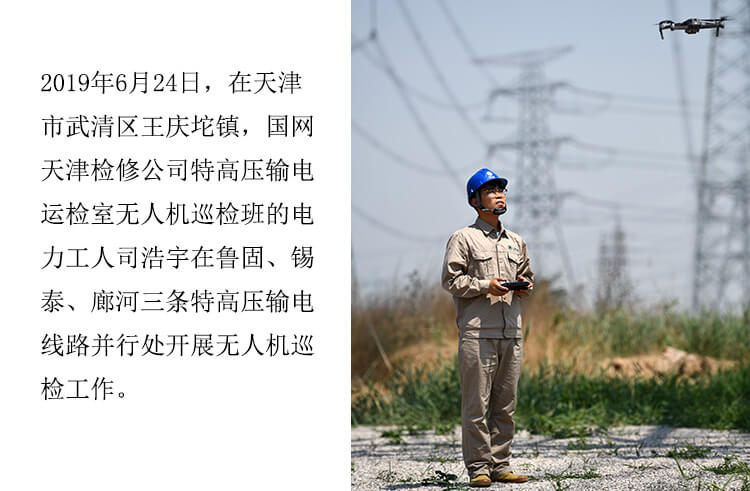 2019年6月24日，在天津
市武清区王庆坨镇，国网
天津检修公司特高压输电
运检室无人机巡检班的电
力工人司浩宇在鲁固、锡
泰、廊河三条特高压输电
线路并行处开展无人机巡
检工作。